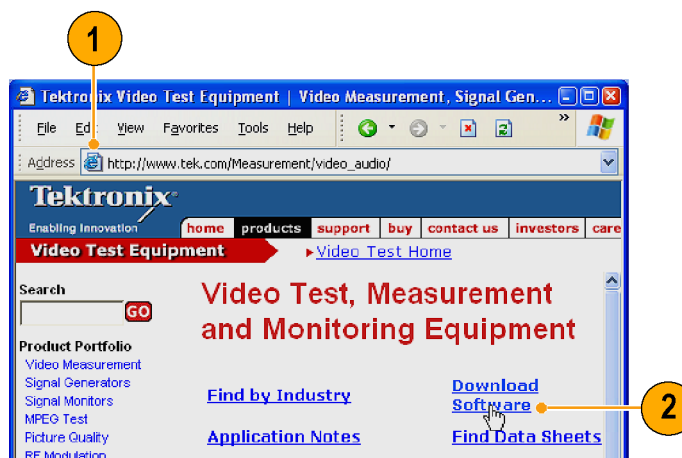 1
Tektronix Video Test Equipment | Video Measurement, Signal Gen...
File Edit View Favorites Tools Help »
Address http://www.tek.com/Measurement/video_audio/
Tektronix
Enabling Innovation
home products support buy contact us investors care
Video Test Equipment
Video Test Home
Search
GO
Video Test, Measurement
and Monitoring Equipment
Product Portfolio
Video Measurement
Signal Generators
Signal Monitors
MPEG Test
Picture Quality
RF Modulation
Find by Industry
Download
Software
2
Application Notes
Find Data Sheets